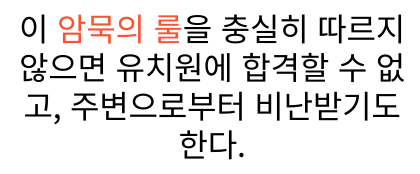 이 암묵의 룰을 충실히 따르지
않으면 유치원에 합격할 수 없
고, 주변으로부터 비난받기도
한다.